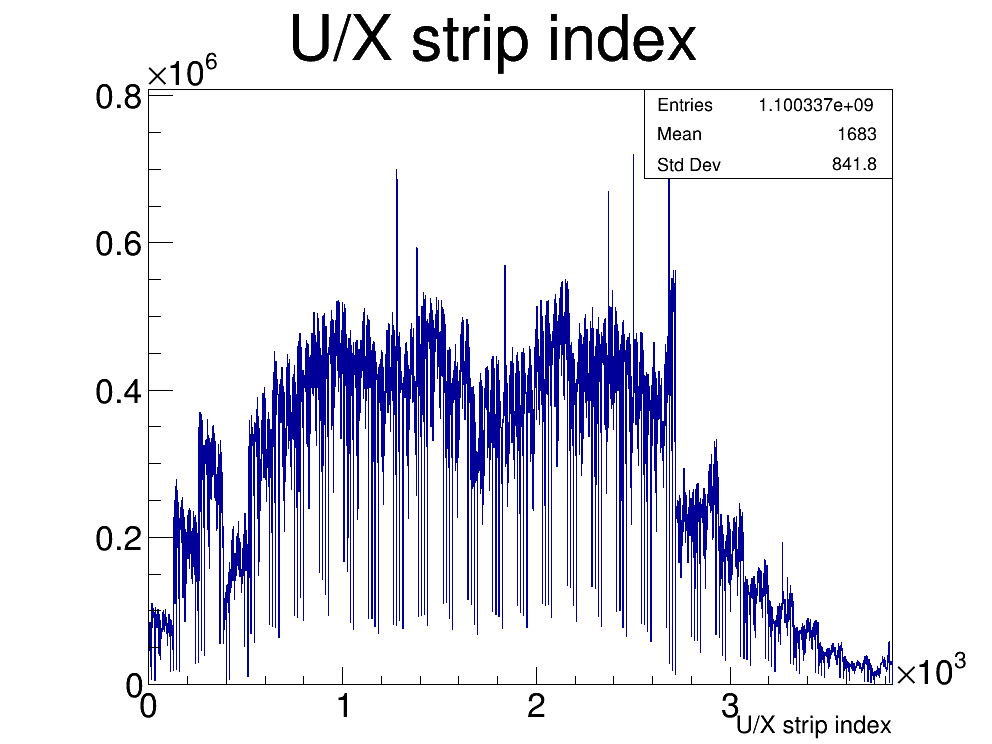 U/X strip index
×10⁶
Entries 1.100337e+09
Mean 1683
Std Dev 841.8
0.8
0.6
0.4
0.2
0
0 1 2 3
×10³
U/X strip index